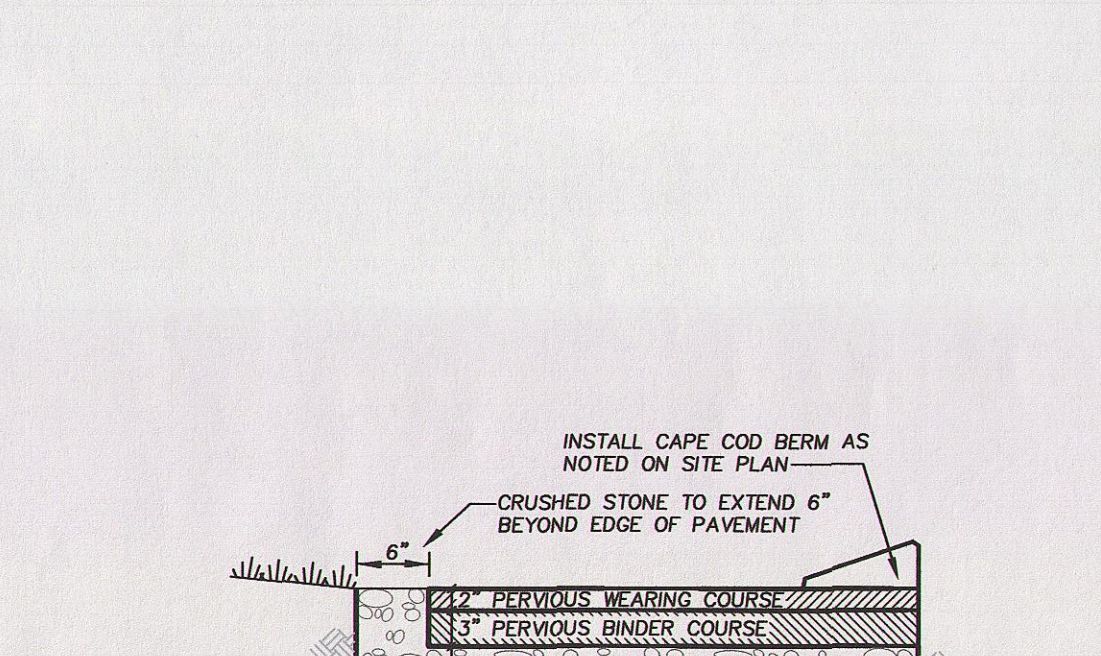 INSTALL CAPE COD BERM AS
NOTED ON SITE PLAN
CRUSHED STONE TO EXTEND 6"
BEYOND EDGE OF PAVEMENT
6"
2" PERVIOUS WEARING COURSE
3" PERVIOUS BINDER COURSE